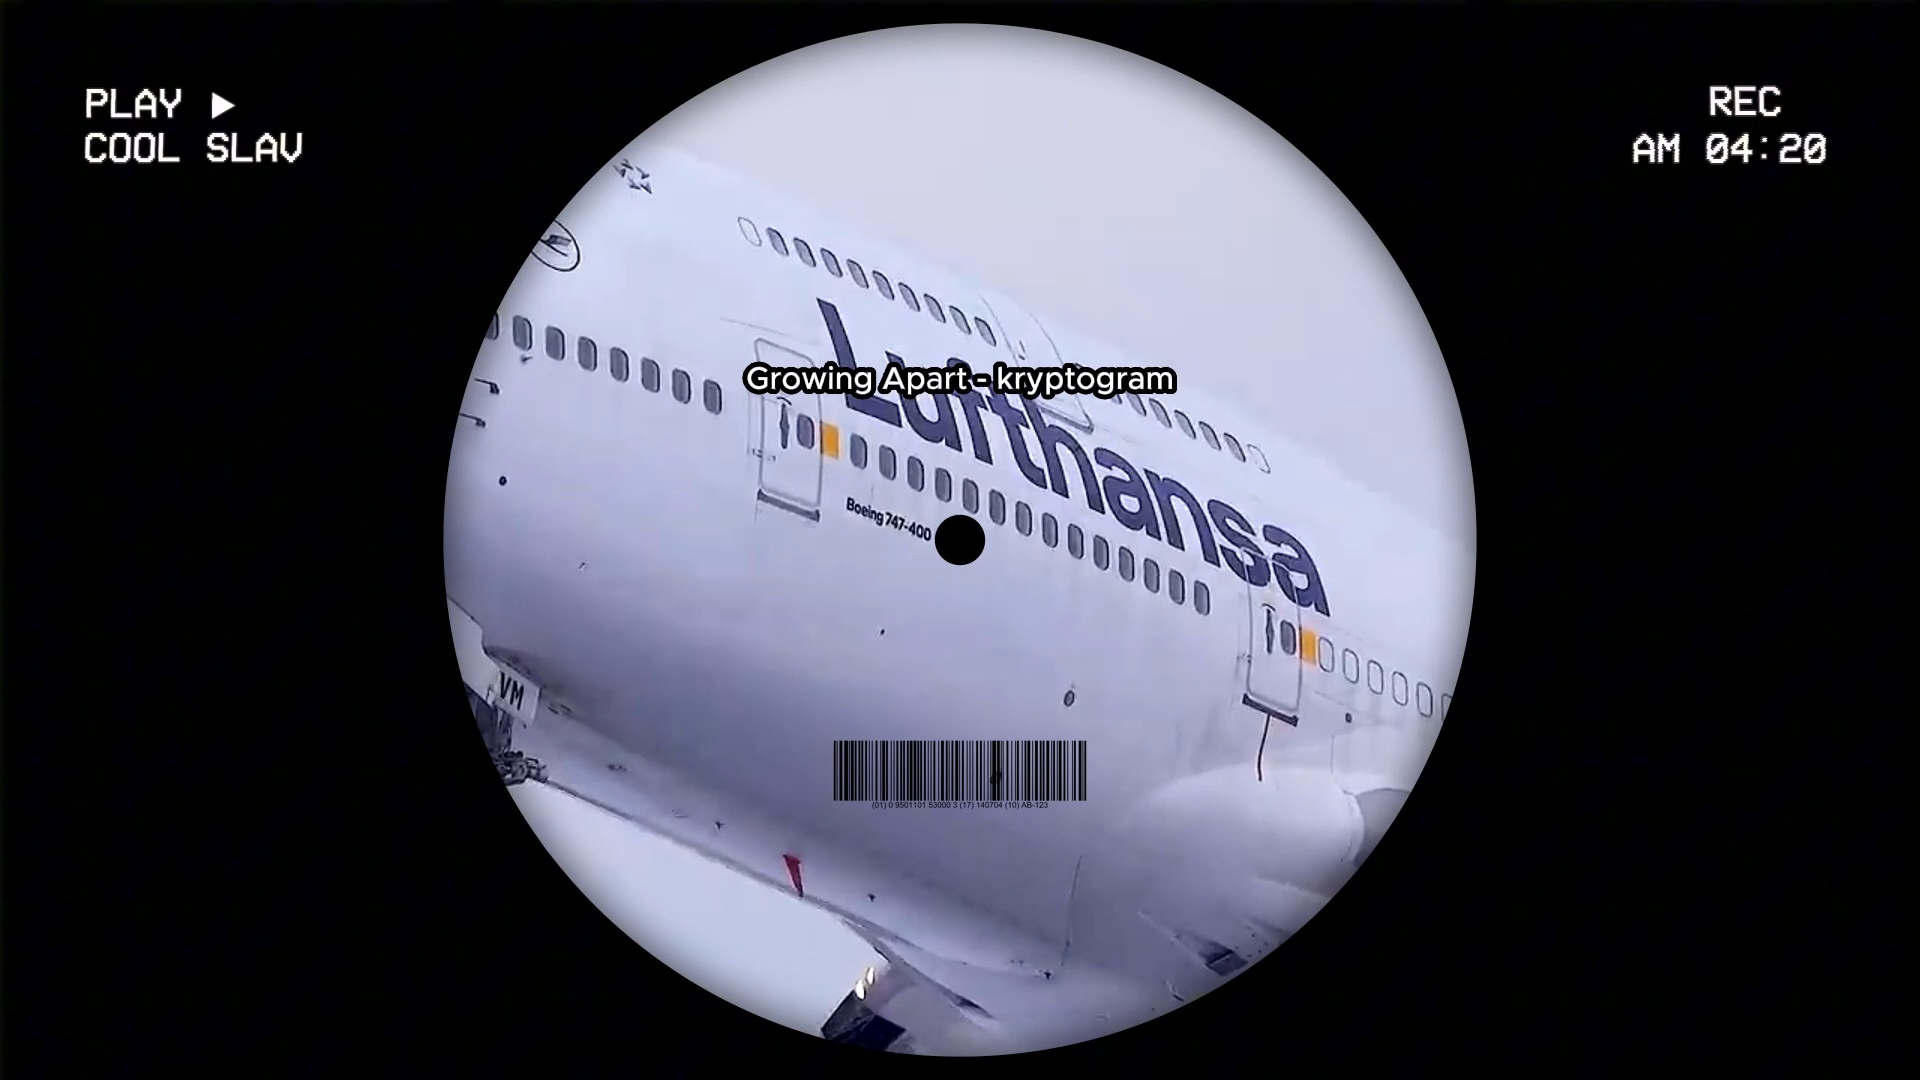 PLAY ▶
COOL SLAV
REC
AM 04:20
Growing Apart - kryptogram
Lufthansa
Boeing 747-400
VM
(01) 0 9501101 53000 3 (17) 140704 (10) AB-123